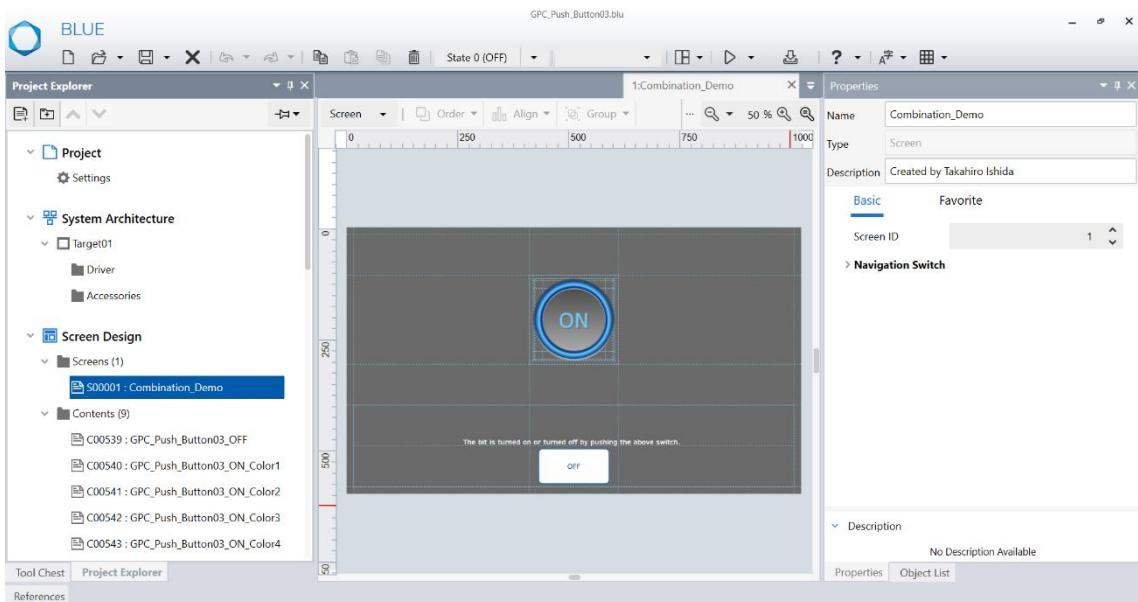 GPC_Push_Button03.blu
BLUE
State 0 (OFF)
Project Explorer
Project
Settings
System Architecture
Target01
Driver
Accessories
Screen Design
Screens (1)
S00001 : Combination_Demo
Contents (9)
C00539 : GPC_Push_Button03_OFF
C00540 : GPC_Push_Button03_ON_Color1
C00541 : GPC_Push_Button03_ON_Color2
C00542 : GPC_Push_Button03_ON_Color3
C00543 : GPC_Push_Button03_ON_Color4
Tool Chest Project Explorer
References
1:Combination_Demo
Screen Order Align Group ... 50 %
0 250 500 750 1000
0
250
500
50
ON
The bit is turned on or turned off by pushing the above switch.
OFF
Properties
Name Combination_Demo
Type Screen
Description Created by Takahiro Ishida
Basic Favorite
Screen ID 1
Navigation Switch
Description
No Description Available
Properties Object List